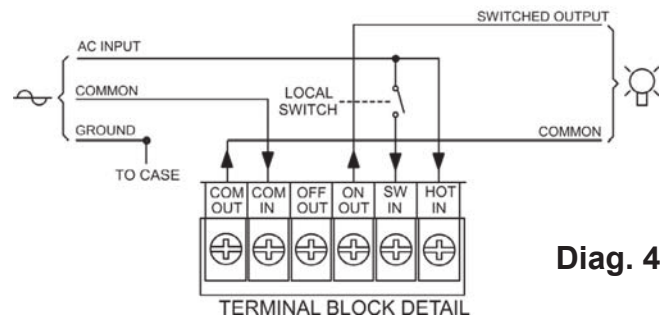 SWITCHED OUTPUT
AC INPUT
COMMON
LOCAL
SWITCH
GROUND
COMMON
TO CASE
COM OUT
COM IN
OFF OUT
ON OUT
SW IN
HOT IN
Diag. 4
TERMINAL BLOCK DETAIL